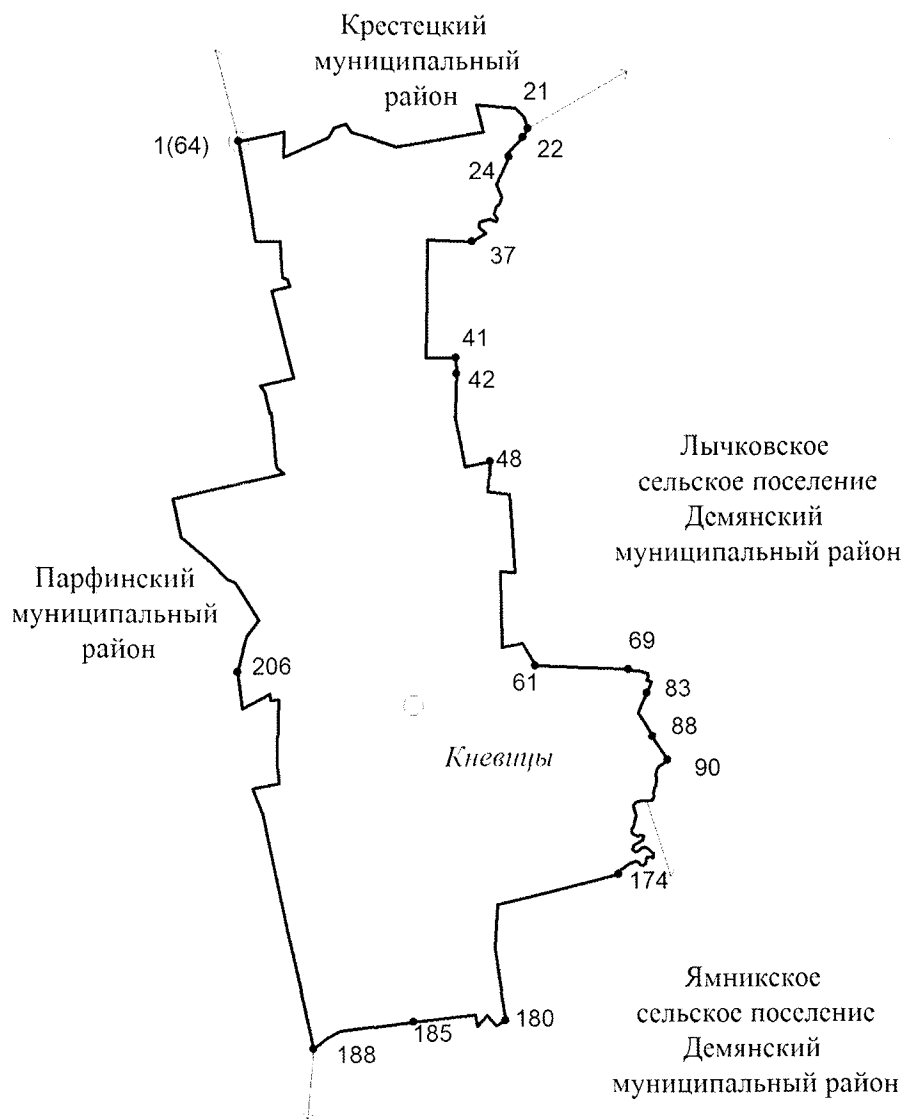 Крестецкий
муниципальный
район
21
1(64)
22
24
37
41
42
48
Лычковское
сельское поселение
Демянский
муниципальный район
Парфинский
муниципальный
район
206
61
69
83
88
90
Кневицы
174
Ямникское
сельское поселение
Демянский
муниципальный район
180
185
188